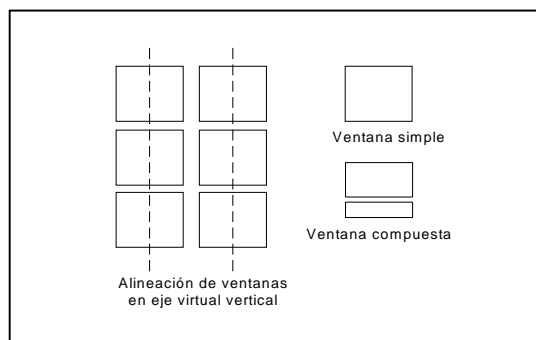 Ventana simple
Ventana compuesta
Alineación de ventanas
en eje virtual vertical